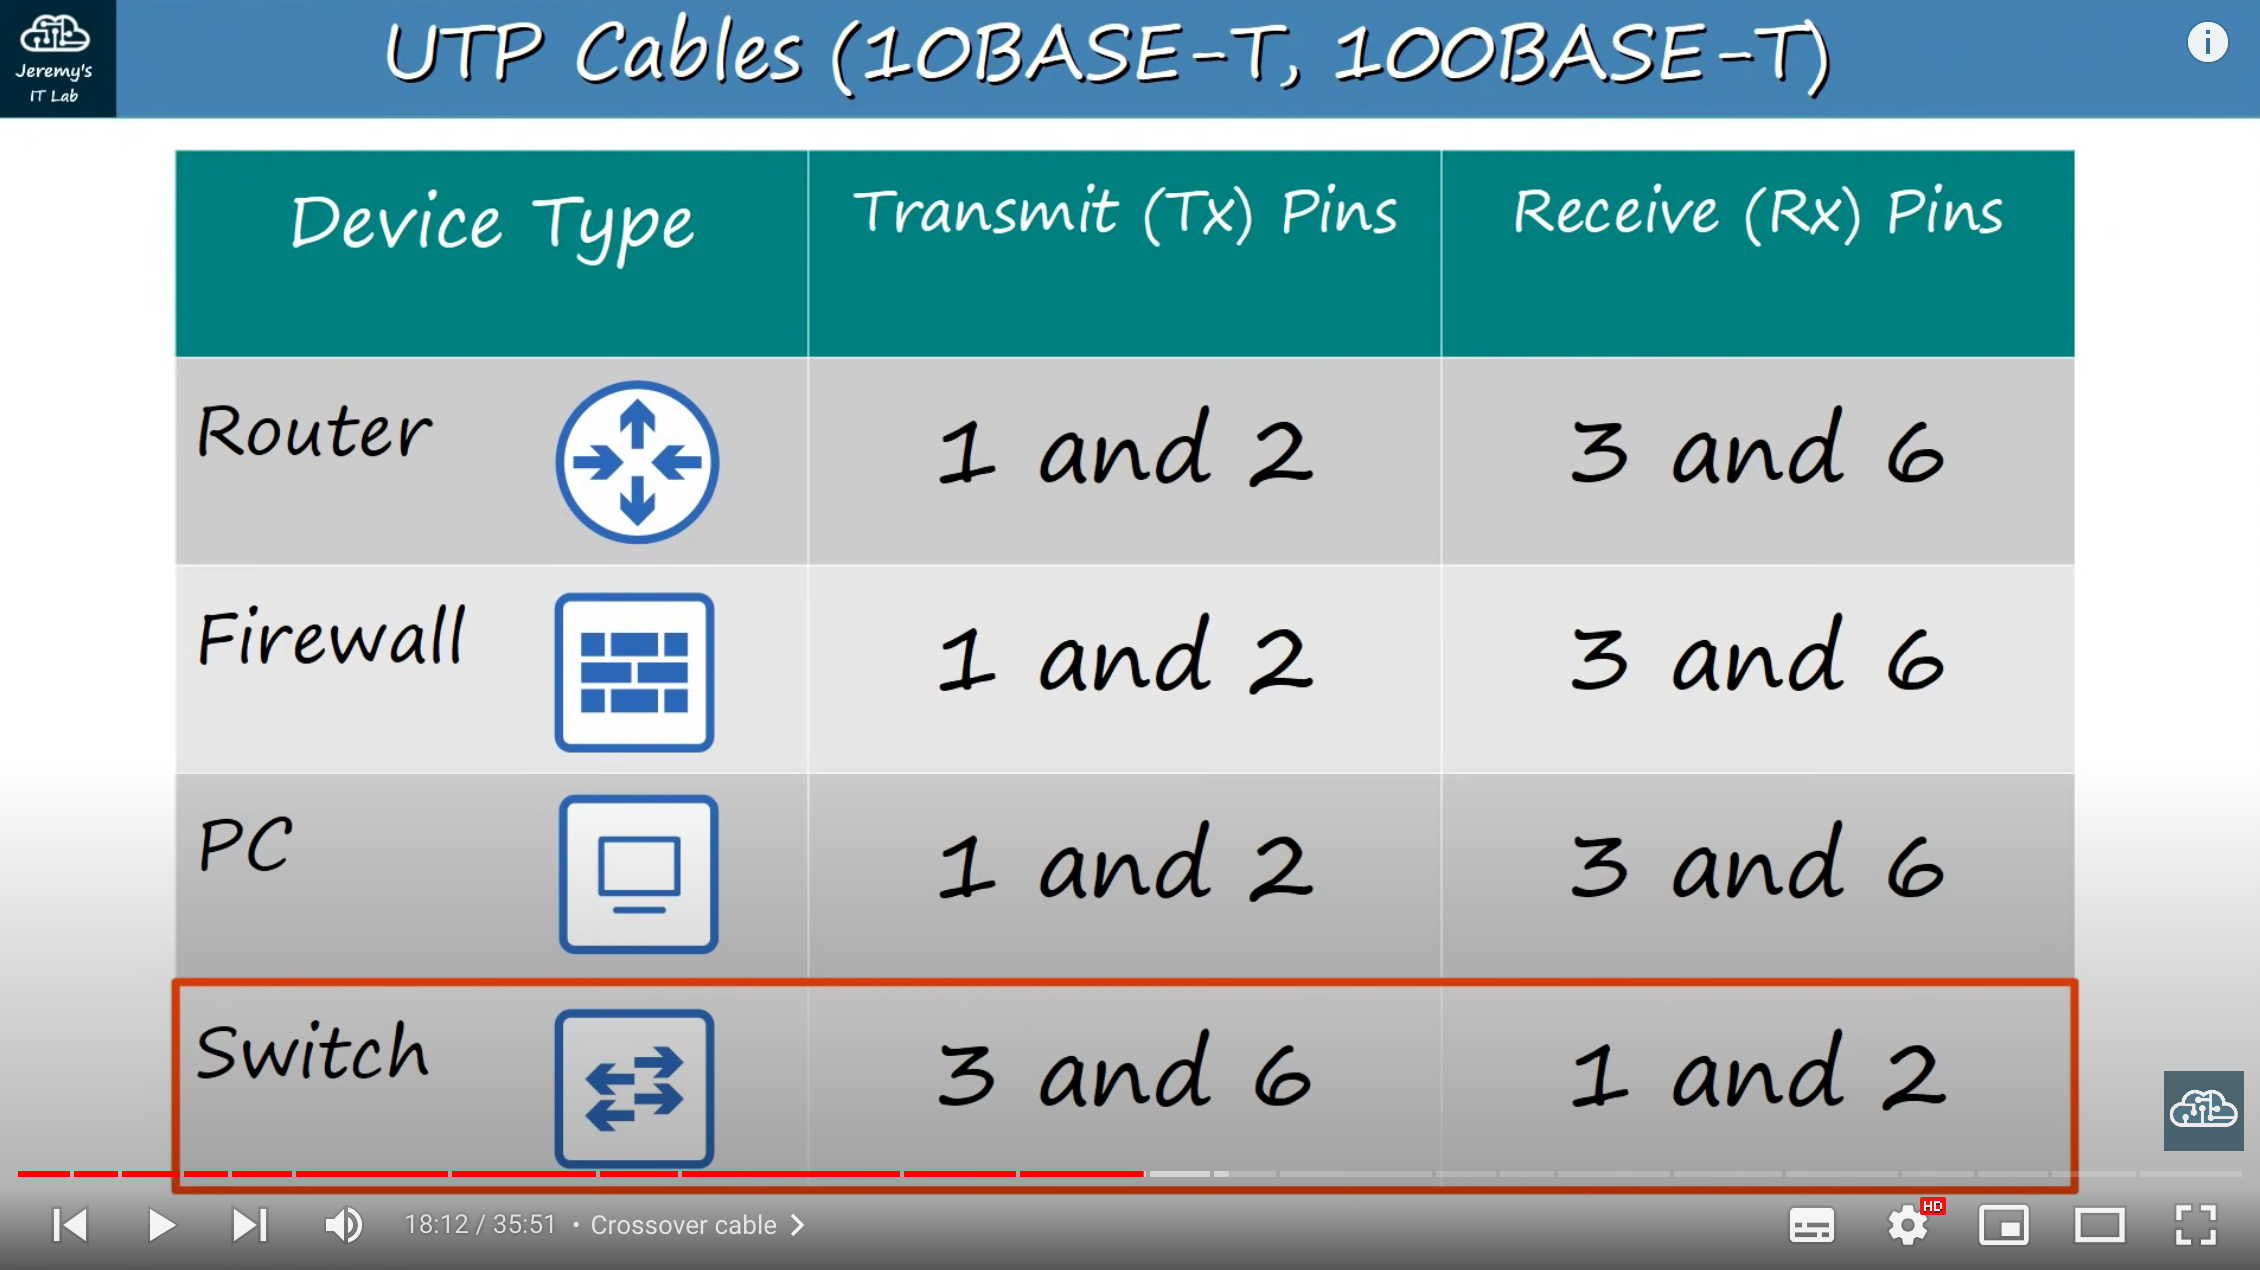 Jeremy's
IT Lab
UTP Cables (10BASE-T, 100BASE-T)
Device Type
Transmit (Tx) Pins
Receive (Rx) Pins
Router
1 and 2
3 and 6
Firewall
1 and 2
3 and 6
PC
1 and 2
3 and 6
Switch
3 and 6
1 and 2
18:12 / 35:51 • Crossover cable
HD